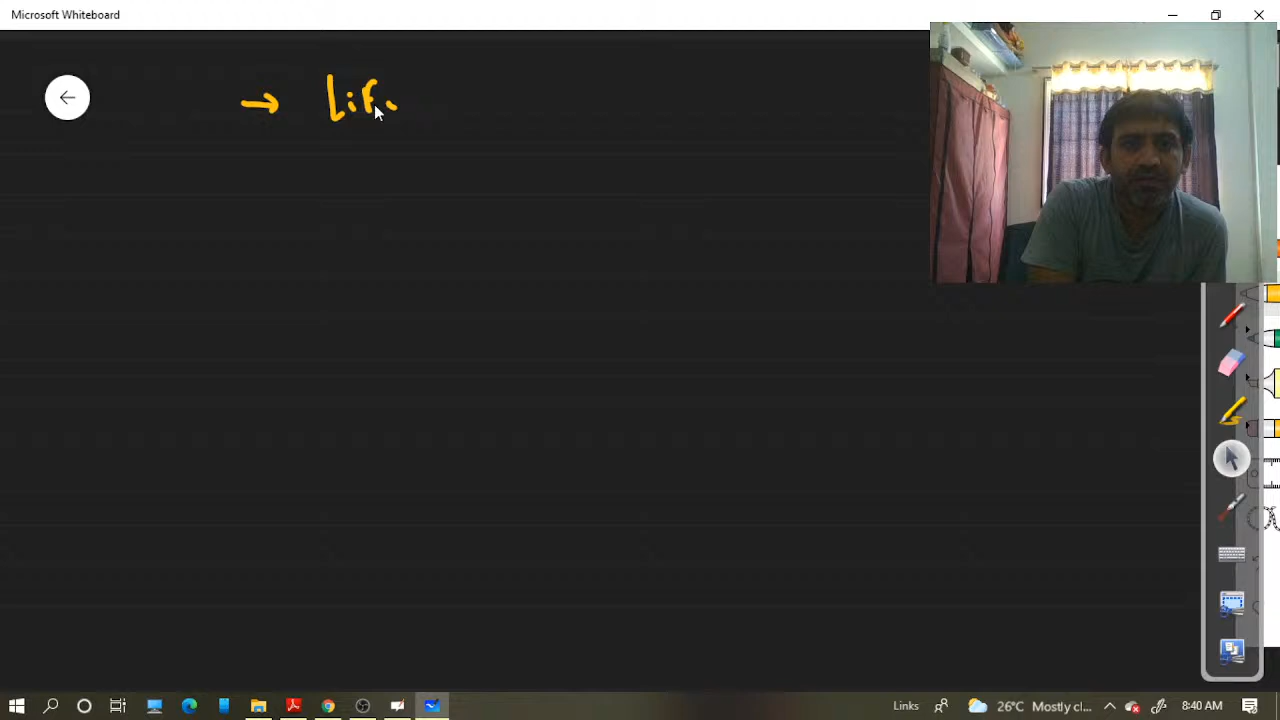 Microsoft Whiteboard
→ Lif
Links
26°C Mostly cl...
8:40 AM